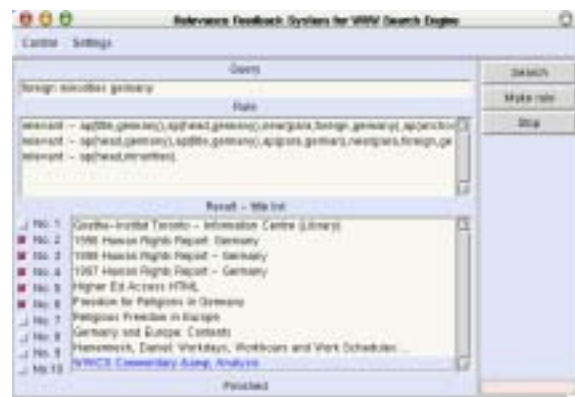 Relevance Feedback System for WWW Search Engine
Control Settings
Query
Search
foreign minorities germany
Make rule
Rule
Stop
relevant :- ap(title,germany),ap(head,germany),near(para,foreign,germany),ap(anchor
relevant :- ap(head,germany),ap(title,germany),ap(para,german),near(para,foreign,ge
relevant :- ap(head,minorities).
Result - title list
No. 1 Goethe-Institut Toronto - Information Centre (Library)
No. 2 1996 Human Rights Report: Germany
No. 3 1998 Human Rights Report - Germany
No. 4 1997 Human Rights Report - Germany
No. 5 Higher Ed Access HTML
No. 6 Freedom for Religions in Germany
No. 7 Religious Freedom in Europe
No. 8 Germany and Europe: Contents
No. 9 Hamermesh, Daniel: Workdays, Workhours and Work Schedules: ...
No.10 WWICS Commentary &amp; Analysis
Finished